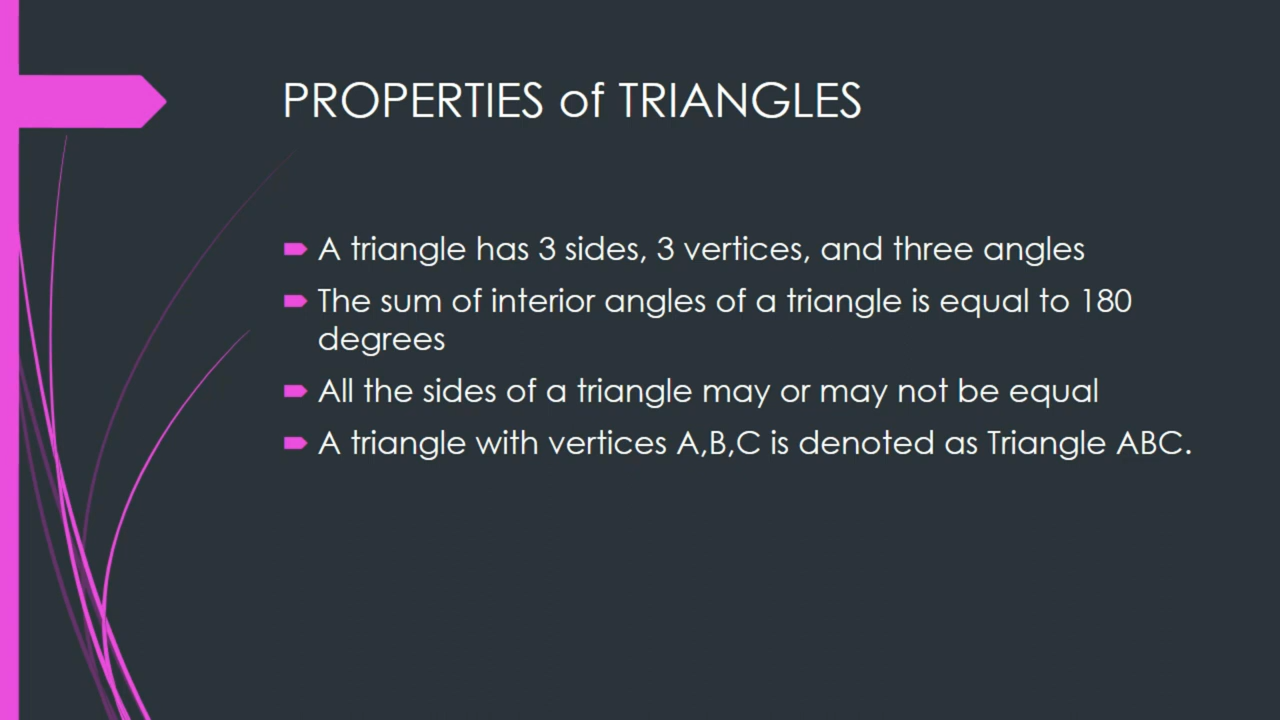 PROPERTIES of TRIANGLES
A triangle has 3 sides, 3 vertices, and three angles
The sum of interior angles of a triangle is equal to 180
degrees
All the sides of a triangle may or may not be equal
A triangle with vertices A,B,C is denoted as Triangle ABC.